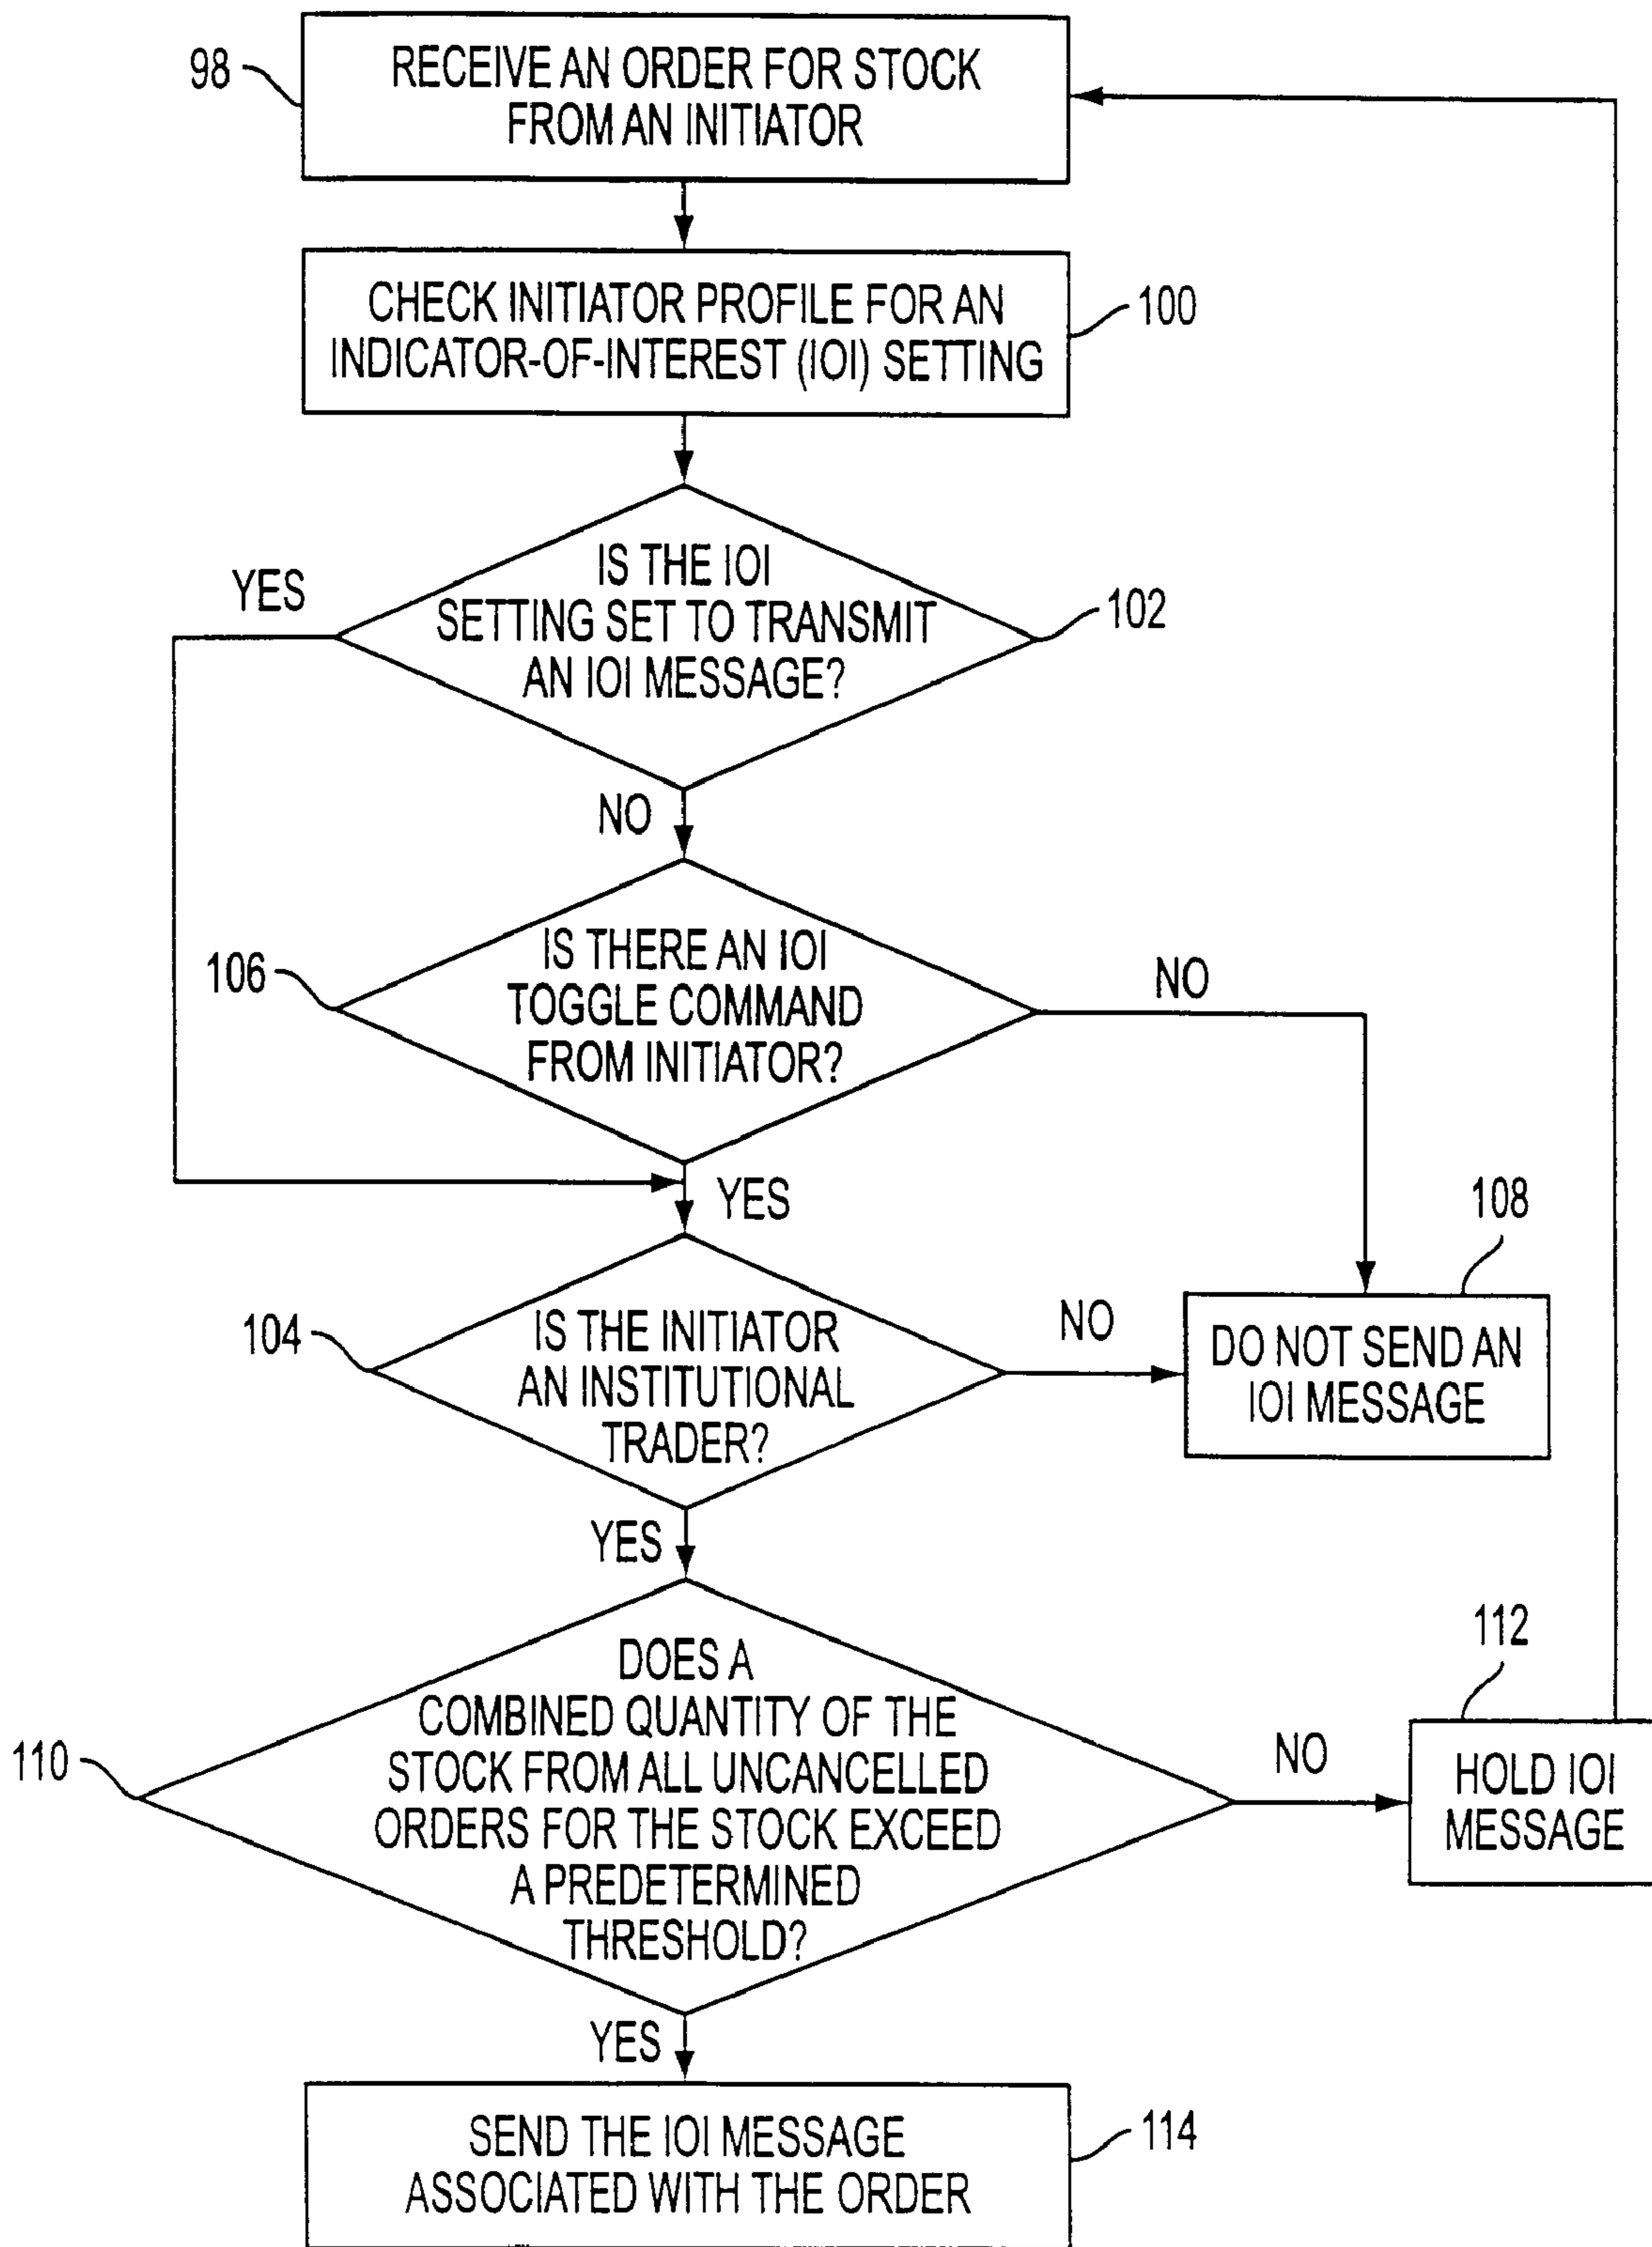 98
RECEIVE AN ORDER FOR STOCK
FROM AN INITIATOR
CHECK INITIATOR PROFILE FOR AN
INDICATOR-OF-INTEREST (IOI) SETTING
100
YES
IS THE IOI
SETTING SET TO TRANSMIT
AN IOI MESSAGE?
102
NO
106
IS THERE AN IOI
TOGGLE COMMAND
FROM INITIATOR?
NO
YES
108
104
IS THE INITIATOR
AN INSTITUTIONAL
TRADER?
NO
DO NOT SEND AN
IOI MESSAGE
YES
112
110
DOES A
COMBINED QUANTITY OF THE
STOCK FROM ALL UNCANCELLED
ORDERS FOR THE STOCK EXCEED
A PREDETERMINED
THRESHOLD?
NO
HOLD IOI
MESSAGE
YES
SEND THE IOI MESSAGE
ASSOCIATED WITH THE ORDER
114